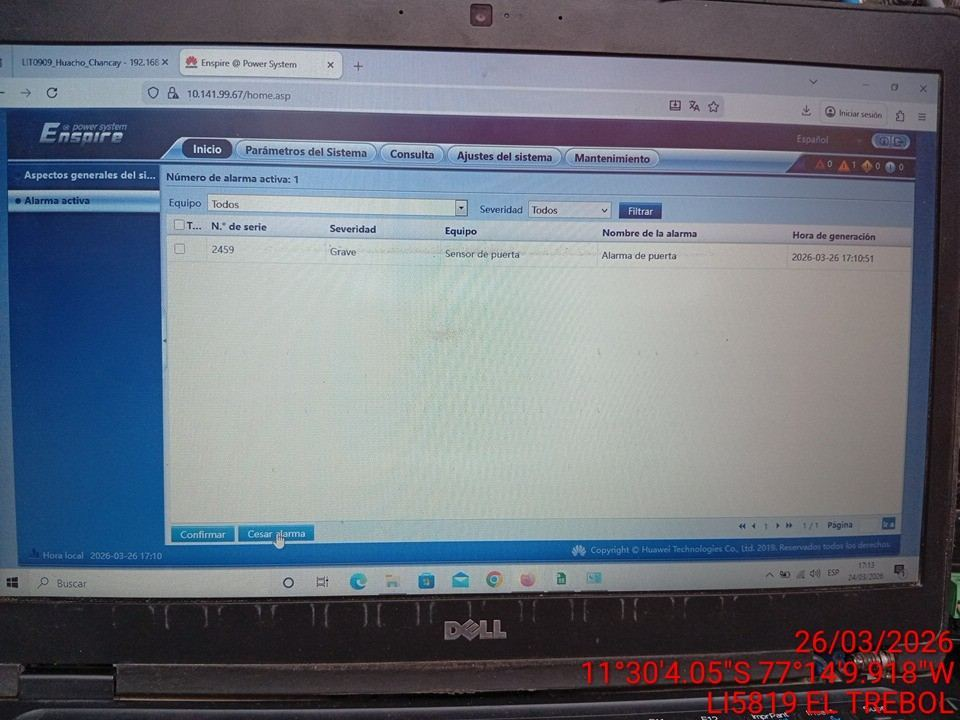 LIT0909_Huacho_Chancay - 192.168
Enspire @ Power System
10.141.99.67/home.asp
Iniciar sesión
@ power system
Enspire
Español
Inicio
Parámetros del Sistema
Consulta
Ajustes del sistema
Mantenimiento
0 1 0 0
Aspectos generales del si...
Alarma activa
Número de alarma activa: 1
Equipo Todos Severidad Todos Filtrar
T... N.° de serie Severidad Equipo Nombre de la alarma Hora de generación
2459 Grave Sensor de puerta Alarma de puerta 2026-03-26 17:10:51
1 1/1 Página
Confirmar Cesar alarma
Hora local 2026-03-26 17:10
Copyright © Huawei Technologies Co., Ltd. 2019. Reservados todos los derechos.
Buscar
ESP
17:13
24/03/2026
DELL
26/03/2026
11°30'4.05"S 77°14'9.918"W
LI5819 EL TREBOL